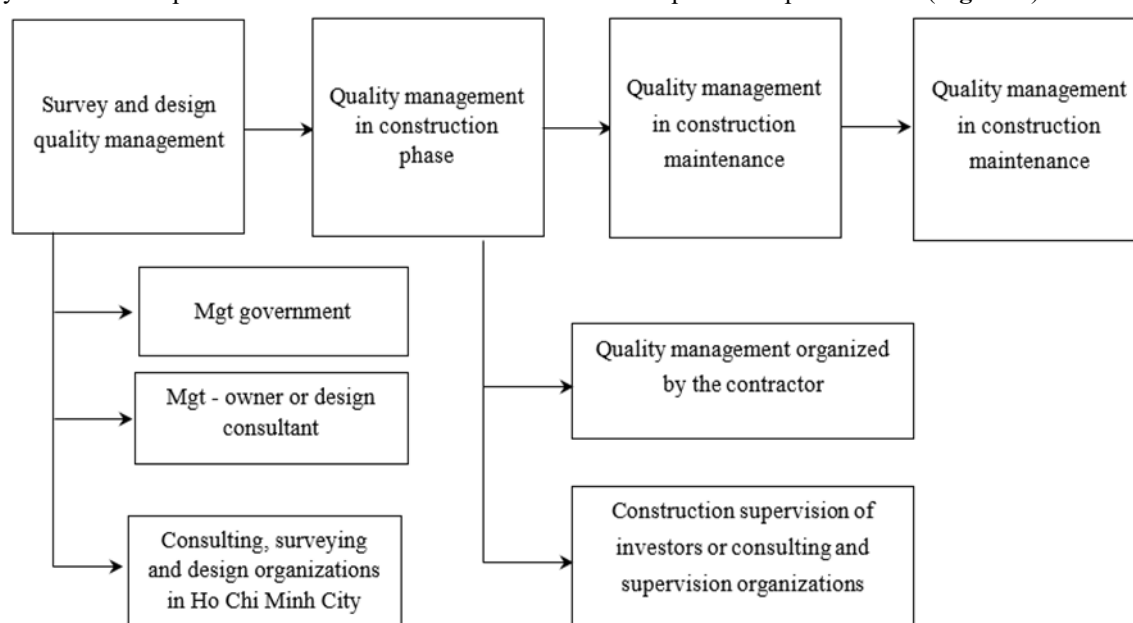 Survey and design
quality management
Quality management
in construction
phase
Quality management
in construction
maintenance
Quality management
in construction
maintenance
Mgt government
Mgt - owner or design
consultant
Consulting, surveying
and design organizations
in Ho Chi Minh City
Quality management organized
by the contractor
Construction supervision of
investors or consulting and
supervision organizations